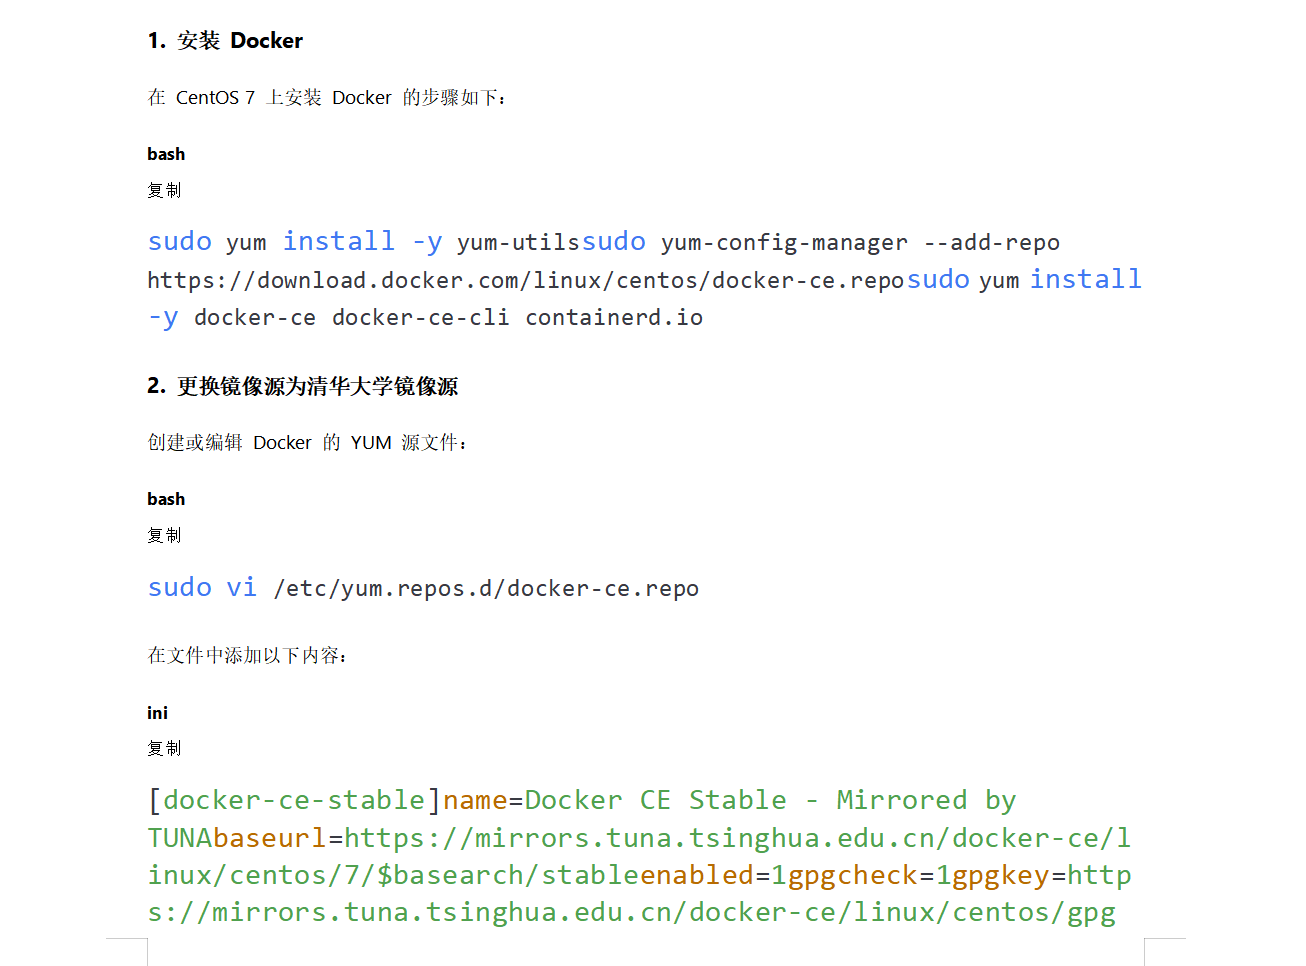 1. 安装 Docker
在 CentOS 7 上安装 Docker 的步骤如下：
bash
复制
sudo yum install -y yum-utilssudo yum-config-manager --add-repo
https://download.docker.com/linux/centos/docker-ce.reposudo yum install
-y docker-ce docker-ce-cli containerd.io
2. 更换镜像源为清华大学镜像源
创建或编辑 Docker 的 YUM 源文件：
bash
复制
sudo vi /etc/yum.repos.d/docker-ce.repo
在文件中添加以下内容：
ini
复制
[docker-ce-stable]name=Docker CE Stable - Mirrored by
TUNAbaseurl=https://mirrors.tuna.tsinghua.edu.cn/docker-ce/l
inux/centos/7/$basearch/stableenabled=1gpgcheck=1gpgkey=http
s://mirrors.tuna.tsinghua.edu.cn/docker-ce/linux/centos/gpg